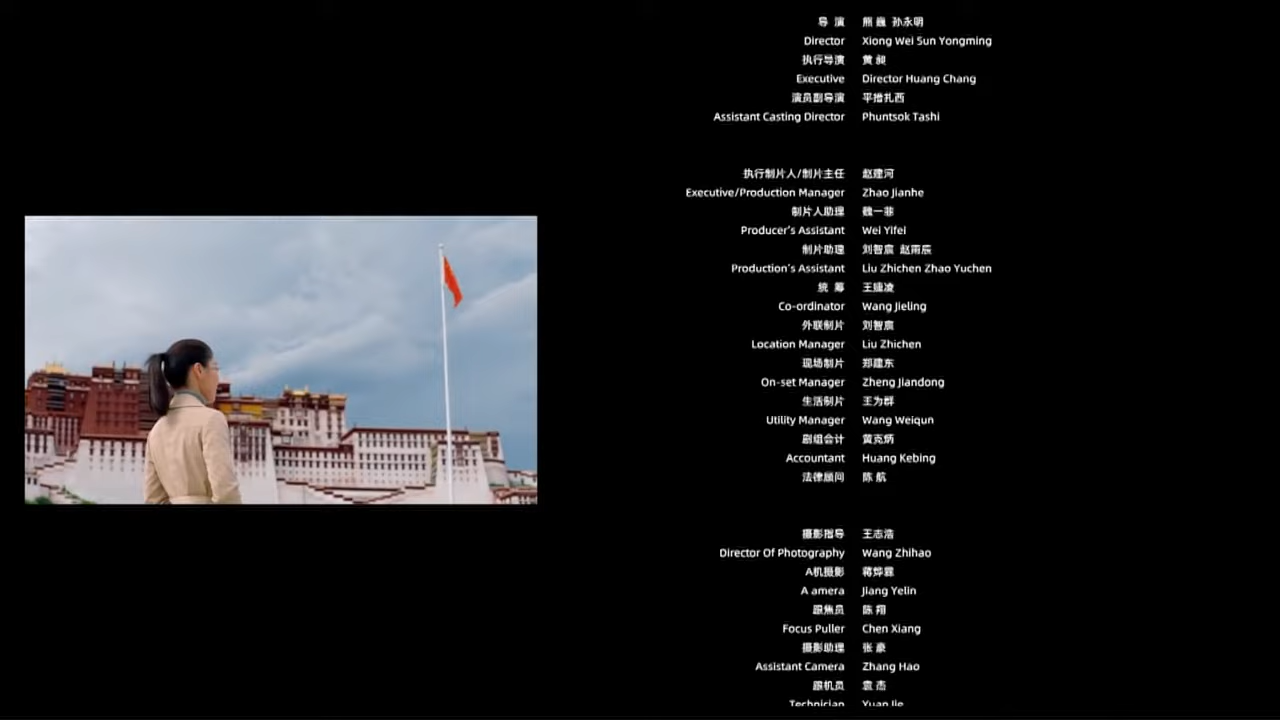 导 演 熊 巍 孙永明
Director Xiong Wei Sun Yongming
执行导演 黄 昶
Executive Director Huang Chang
演员副导演 平措扎西
Assistant Casting Director Phuntsok Tashi
执行制片人/制片主任 赵建河
Executive/Production Manager Zhao Jianhe
制片人助理 魏一菲
Producer's Assistant Wei Yifei
制片助理 刘智宸 赵雨辰
Production's Assistant Liu Zhichen Zhao Yuchen
统 筹 王婕凌
Co-ordinator Wang Jieling
外联制片 刘智宸
Location Manager Liu Zhichen
现场制片 郑建东
On-set Manager Zheng Jiandong
生活制片 王为群
Utility Manager Wang Weiqun
剧组会计 黄克炳
Accountant Huang Kebing
法律顾问 陈 航
摄影指导 王志浩
Director Of Photography Wang Zhihao
A机摄影 蒋烨霖
A amera Jiang Yelin
跟焦员 陈 翔
Focus Puller Chen Xiang
摄影助理 张 豪
Assistant Camera Zhang Hao
跟机员 袁 杰
Technician Yuan Jie